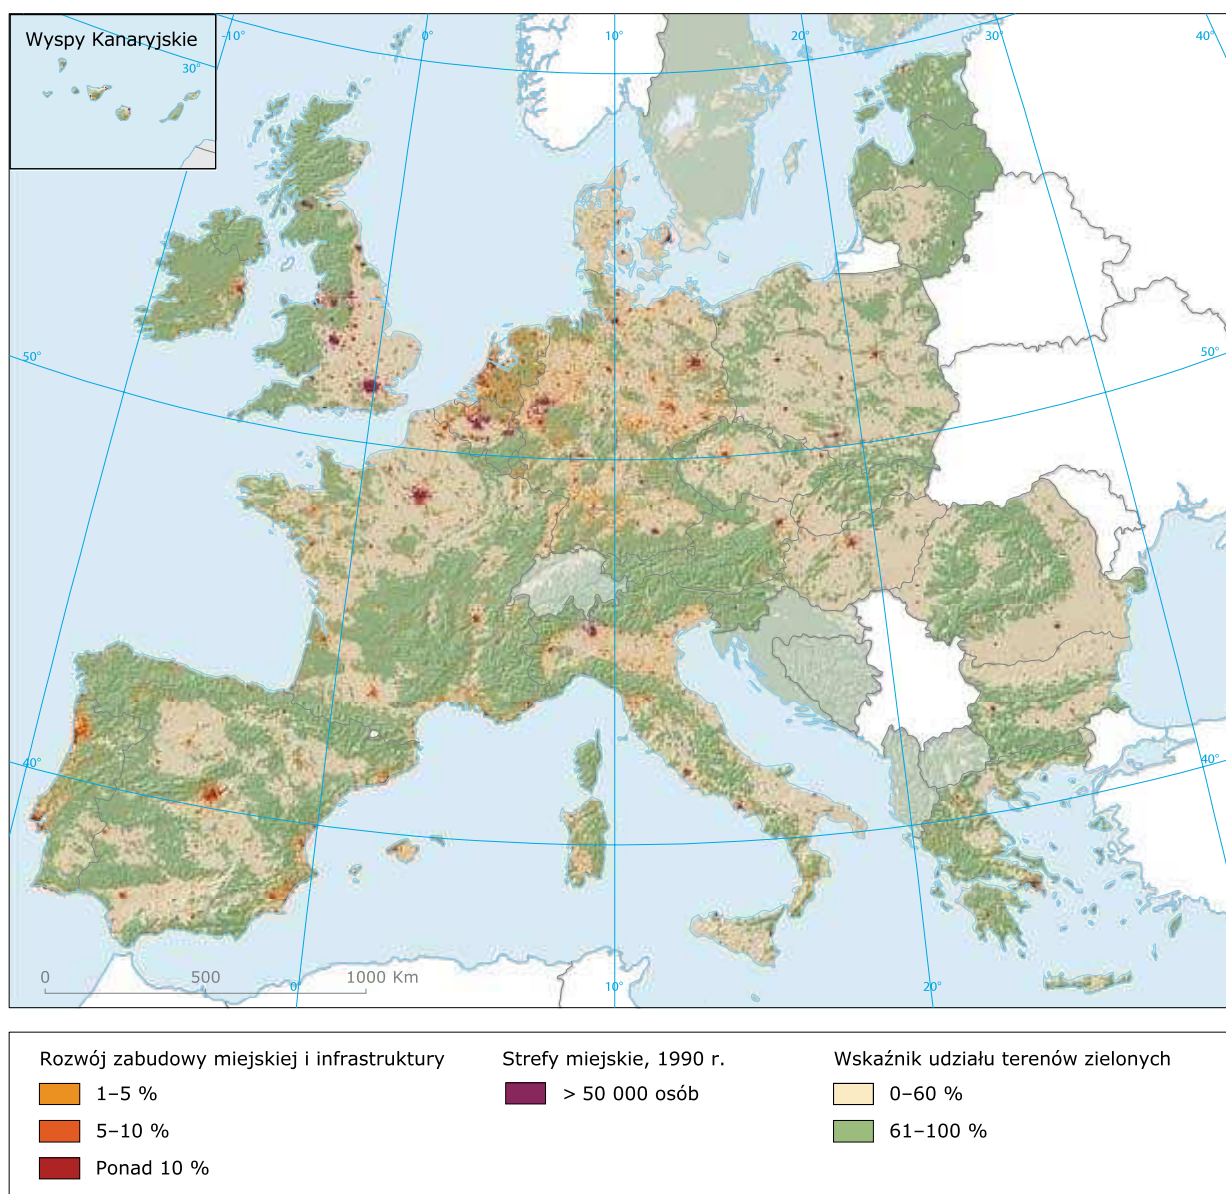 Wyspy Kanaryjskie
30°
-10°
0°
10°
20°
30°
40°
50°
50°
40°
40°
0 500 1000 Km
0°
10°
20°
Rozwój zabudowy miejskiej i infrastruktury
1–5 %
5–10 %
Ponad 10 %
Strefy miejskie, 1990 r.
> 50 000 osób
Wskaźnik udziału terenów zielonych
0–60 %
61–100 %